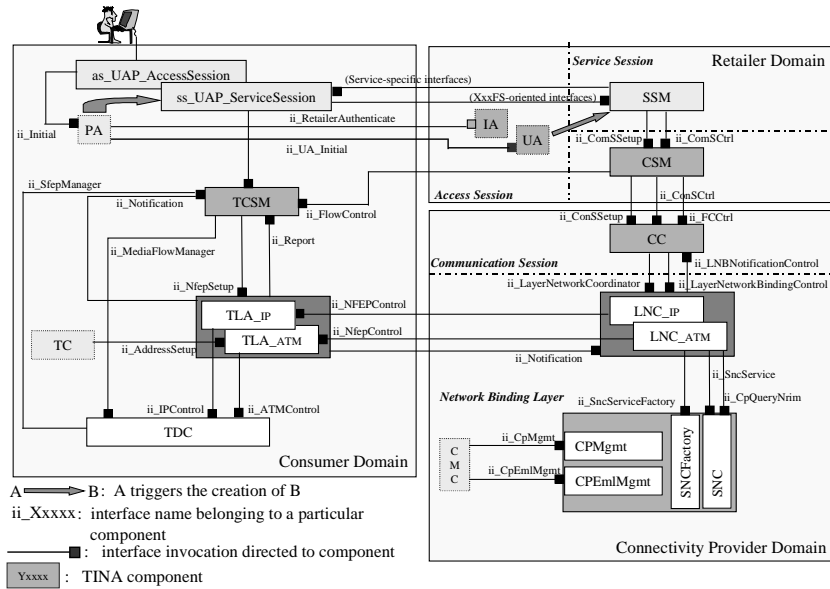 Service Session
Retailer Domain
as_UAP_AccessSession
ss_UAP_ServiceSession
(Service-specific interfaces)
(XxxFS-oriented interfaces)
SSM
ii_Initial
PA
ii_RetailerAuthenticate
IA
UA
ii_UA_Initial
ii_ComSSetup
ii_ComSCtrl
CSM
ii_SfepManager
ii_Notification
TCSM
ii_FlowControl
Access Session
ii_ConSCtrl
ii_ConSSetup
ii_FCCtrl
ii_MediaFlowManager
ii_Report
CC
Communication Session
ii_LNBNotificationControl
ii_NfepSetup
ii_LayerNetworkCoordinator
ii_LayerNetworkBindingControl
TLA_IP
ii_NFEPControl
LNC_IP
TC
TLA_ATM
ii_NfepControl
LNC_ATM
ii_AddressSetup
ii_Notification
ii_SncService
Network Binding Layer
ii_SncServiceFactory
ii_CpQueryNrim
ii_IPControl
ii_ATMControl
TDC
Consumer Domain
C
M
C
ii_CpMgmt
CPMgmt
ii_CpEmlMgmt
CPEmlMgmt
SNCFactory
SNC
Connectivity Provider Domain
A B: A triggers the creation of B
ii_Xxxxx: interface name belonging to a particular
component
: interface invocation directed to component
Yxxxx : TINA component